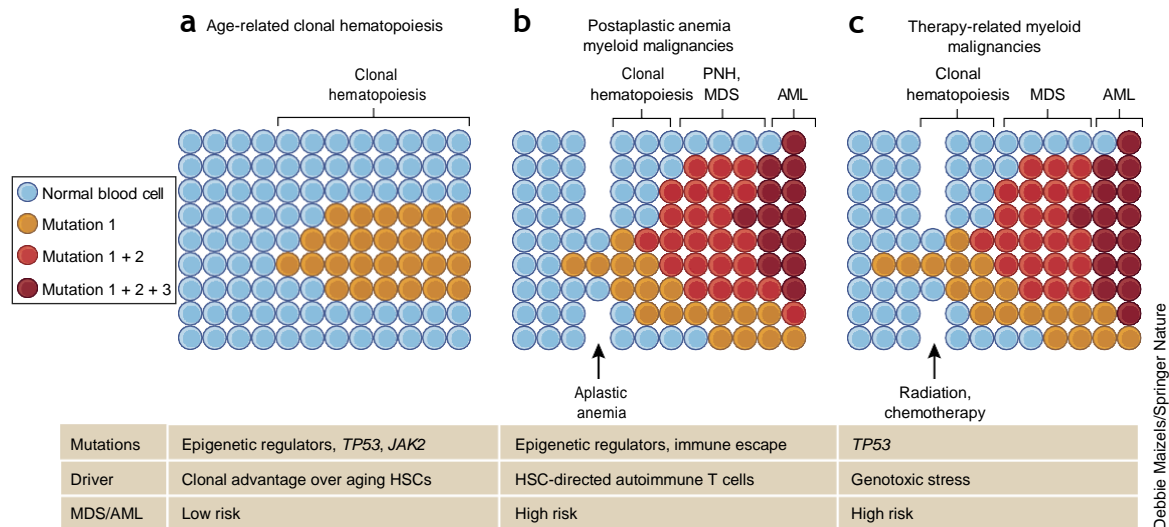 a Age-related clonal hematopoiesis
Clonal
hematopoiesis
b Postaplastic anemia
myeloid malignancies
Clonal
hematopoiesis
PNH,
MDS
AML
c Therapy-related myeloid
malignancies
Clonal
hematopoiesis
MDS
AML
Normal blood cell
Mutation 1
Mutation 1 + 2
Mutation 1 + 2 + 3
Aplastic
anemia
Radiation,
chemotherapy
Mutations Epigenetic regulators, TP53, JAK2 Epigenetic regulators, immune escape TP53
Driver Clonal advantage over aging HSCs HSC-directed autoimmune T cells Genotoxic stress
MDS/AML Low risk High risk High risk
Debbie Maizels/Springer Nature